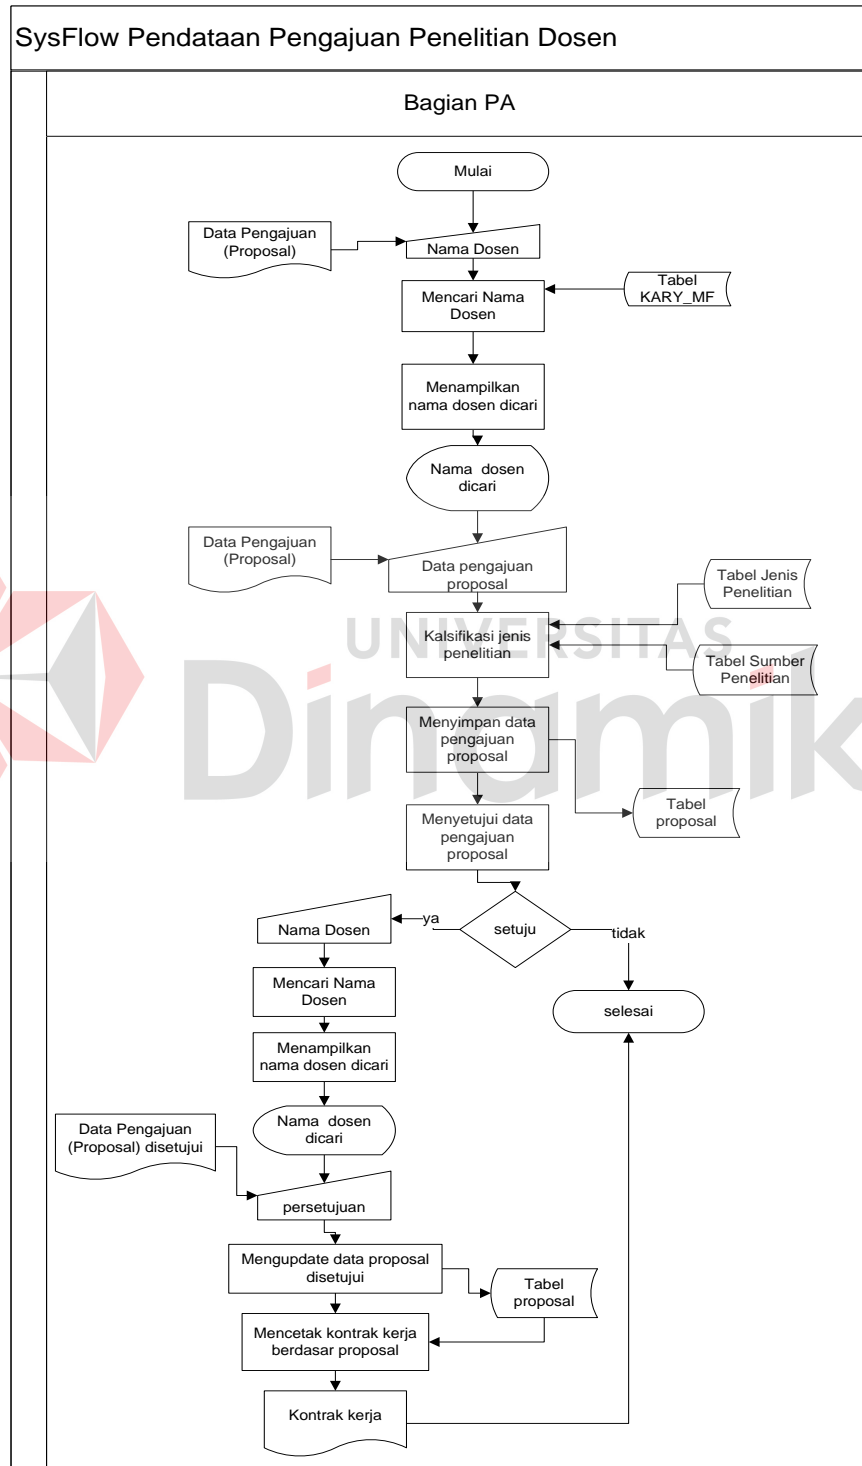 SysFlow Pendataan Pengajuan Penelitian Dosen
Bagian PA
Mulai
Data Pengajuan
(Proposal)
Nama Dosen
Mencari Nama
Dosen
Tabel
KARY_MF
Menampilkan
nama dosen dicari
Nama dosen
dicari
Data Pengajuan
(Proposal)
Data pengajuan
proposal
Tabel Jenis
Penelitian
Kalsifikasi jenis
penelitian
UNIVERSITAS
Dinamik
Tabel Sumber
Penelitian
Menyimpan data
pengajuan
proposal
Tabel
proposal
Menyetujui data
pengajuan
proposal
setuju
ya
tidak
Nama Dosen
Mencari Nama
Dosen
selesai
Menampilkan
nama dosen dicari
Nama dosen
dicari
Data Pengajuan
(Proposal) disetujui
persetujuan
Mengupdate data proposal
disetujui
Tabel
proposal
Mencetak kontrak kerja
berdasar proposal
Kontrak kerja